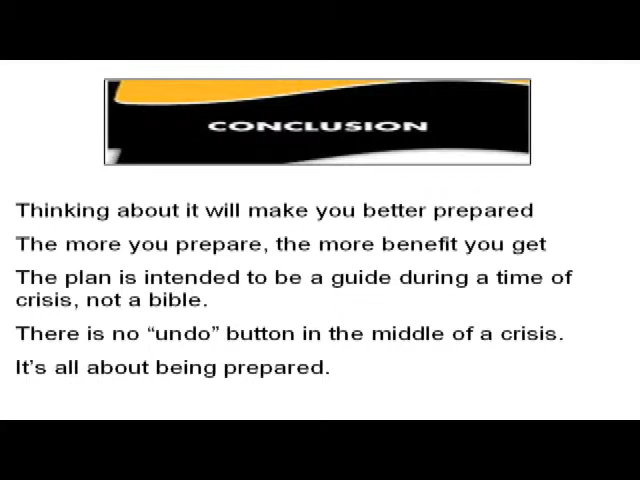 CONCLUSION
Thinking about it will make you better prepared
The more you prepare, the more benefit you get
The plan is intended to be a guide during a time of
crisis, not a bible.
There is no “undo” button in the middle of a crisis.
It’s all about being prepared.